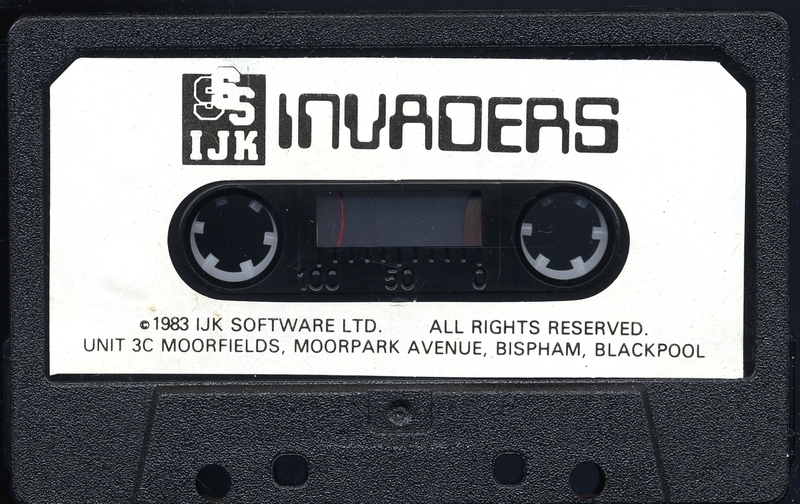 SSS
IJK
INVADERS
100 50 0
©1983 IJK SOFTWARE LTD. ALL RIGHTS RESERVED.
UNIT 3C MOORFIELDS, MOORPARK AVENUE, BISPHAM, BLACKPOOL